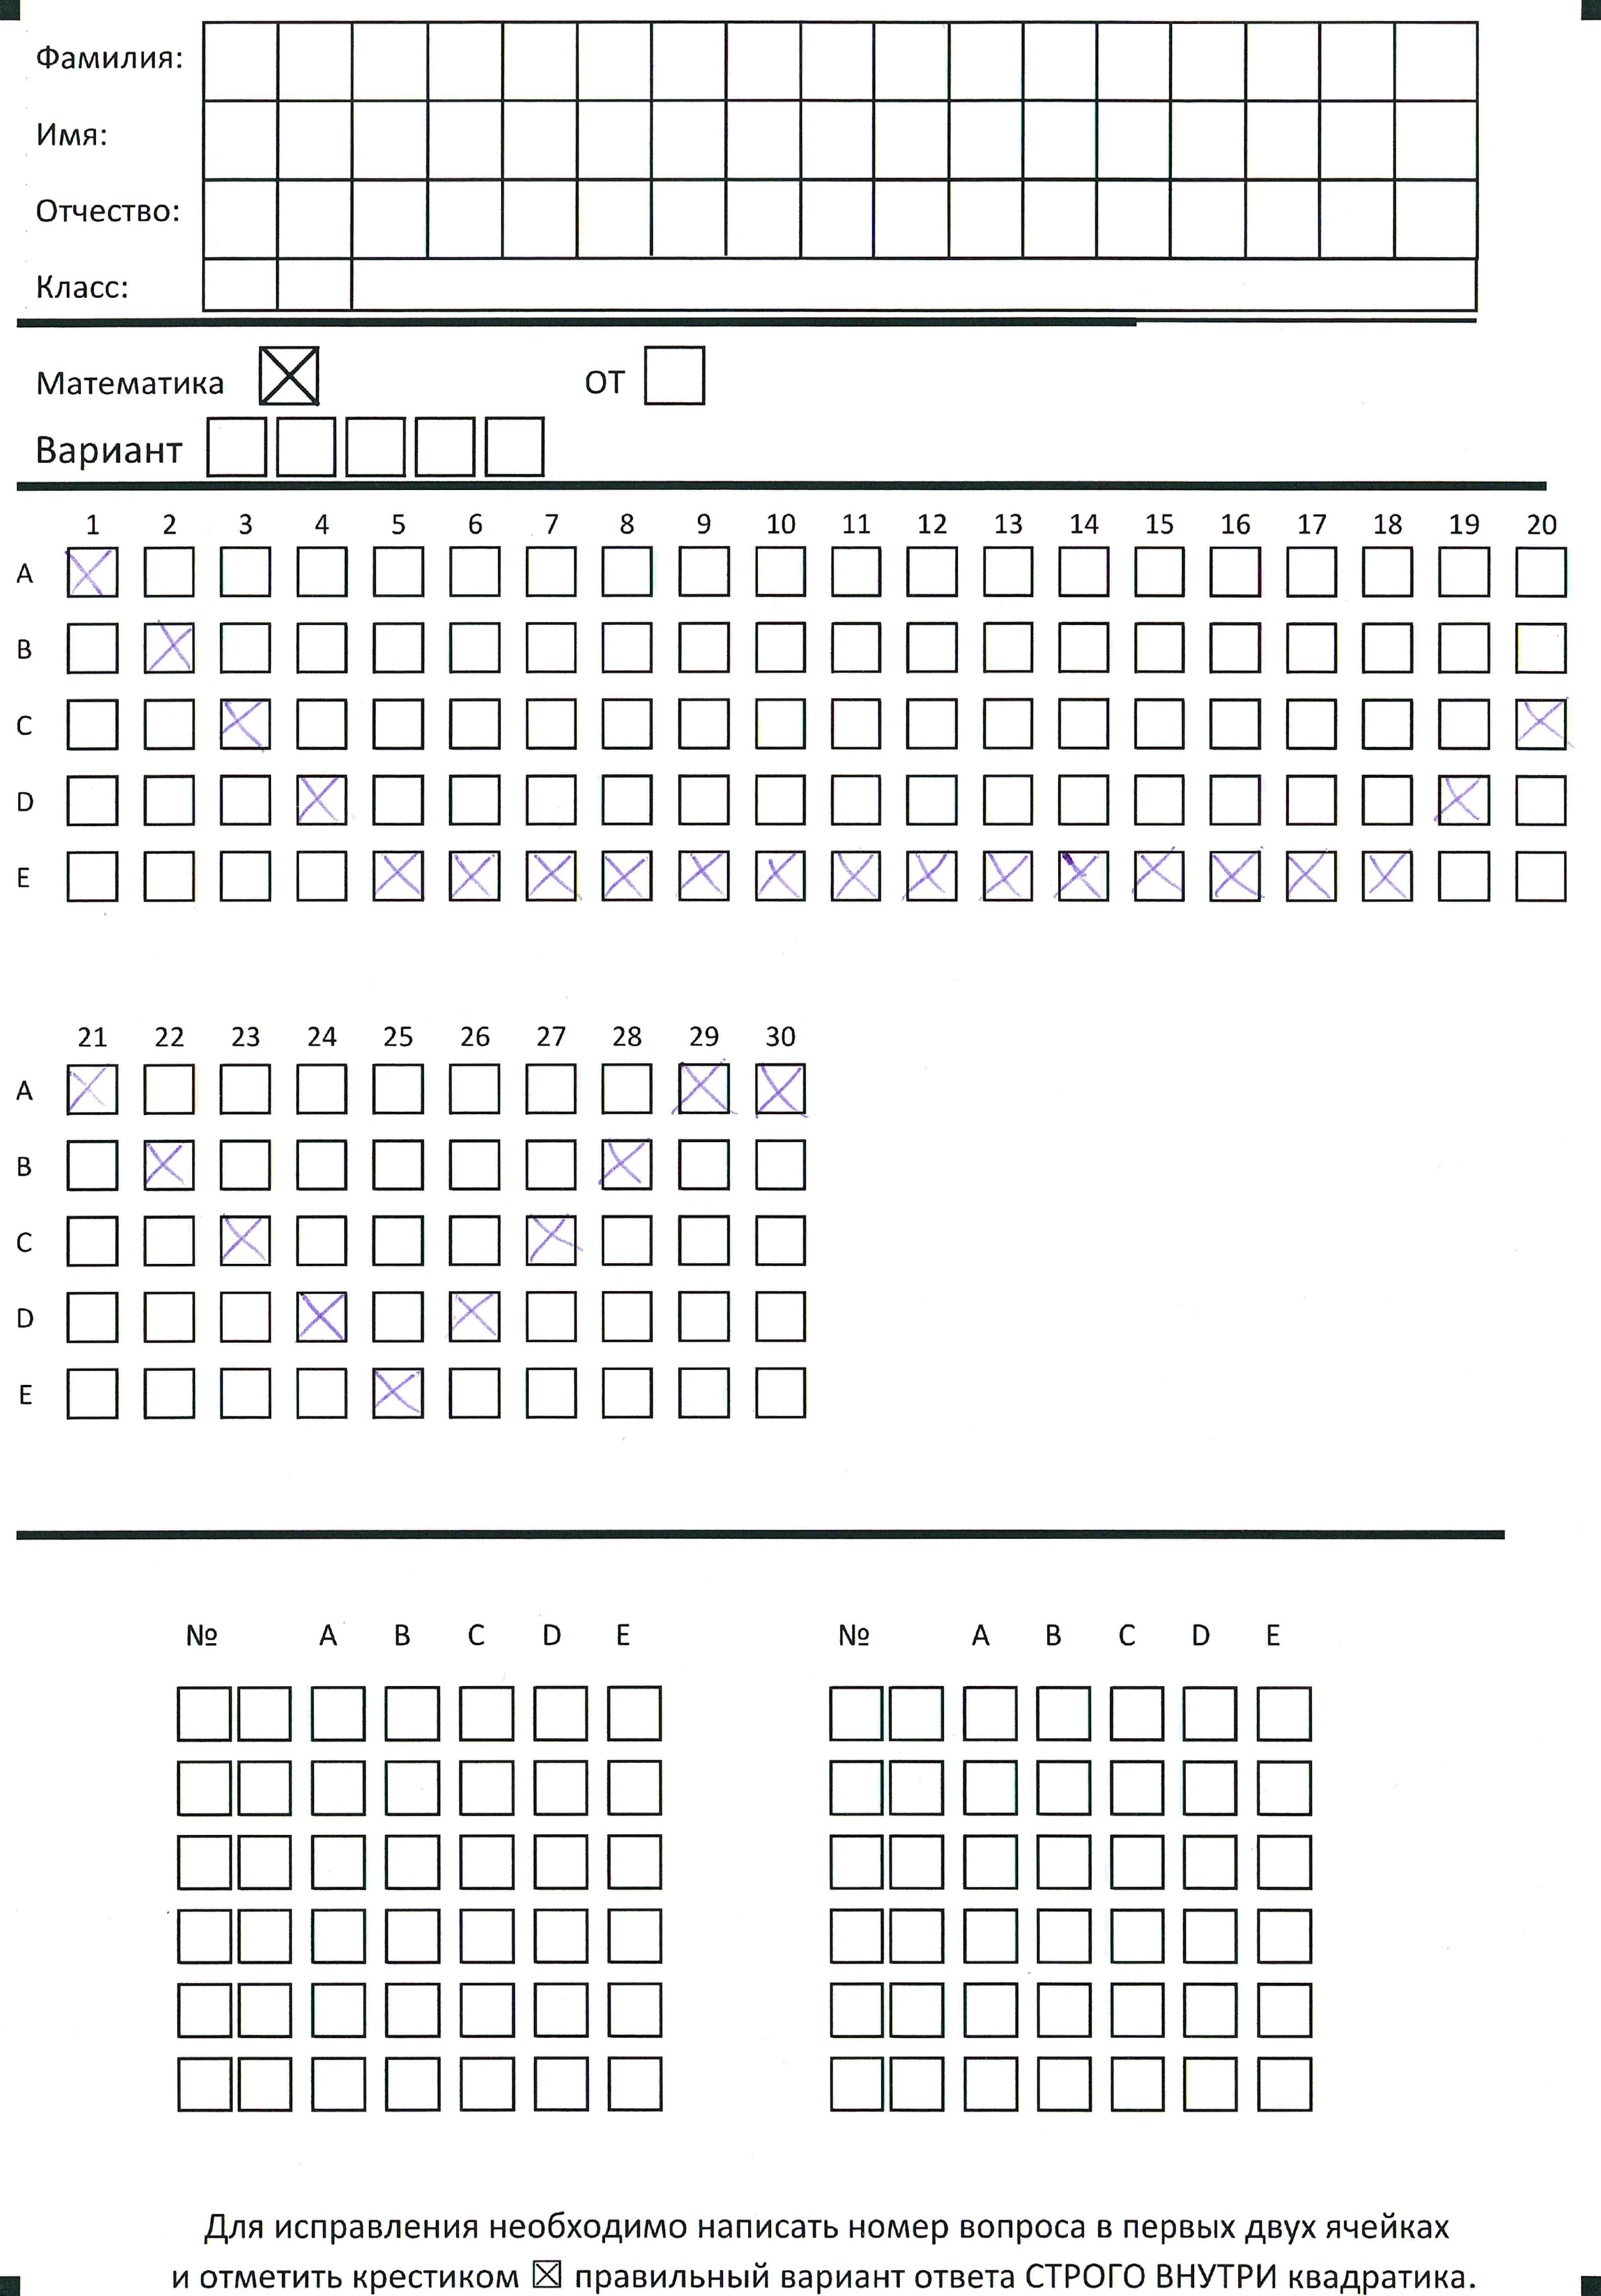 Фамилия:
Имя:
Отчество:
Класс:
Математика ОТ
Вариант
1 2 3 4 5 6 7 8 9 10 11 12 13 14 15 16 17 18 19 20
A
B
C
D
E
21 22 23 24 25 26 27 28 29 30
A
B
C
D
E
№ A B C D E № A B C D E
Для исправления необходимо написать номер вопроса в первых двух ячейках
и отметить крестиком ☒ правильный вариант ответа СТРОГО ВНУТРИ квадратика.